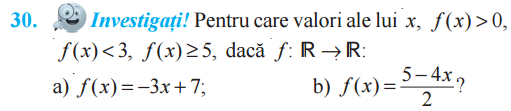 30. Investigați! Pentru care valori ale lui x, f(x)>0,
f(x)<3, f(x)≥5, dacă f: ℝ→ℝ:
a) f(x)=−3x+7; b) f(x)=(5−4x)/2?